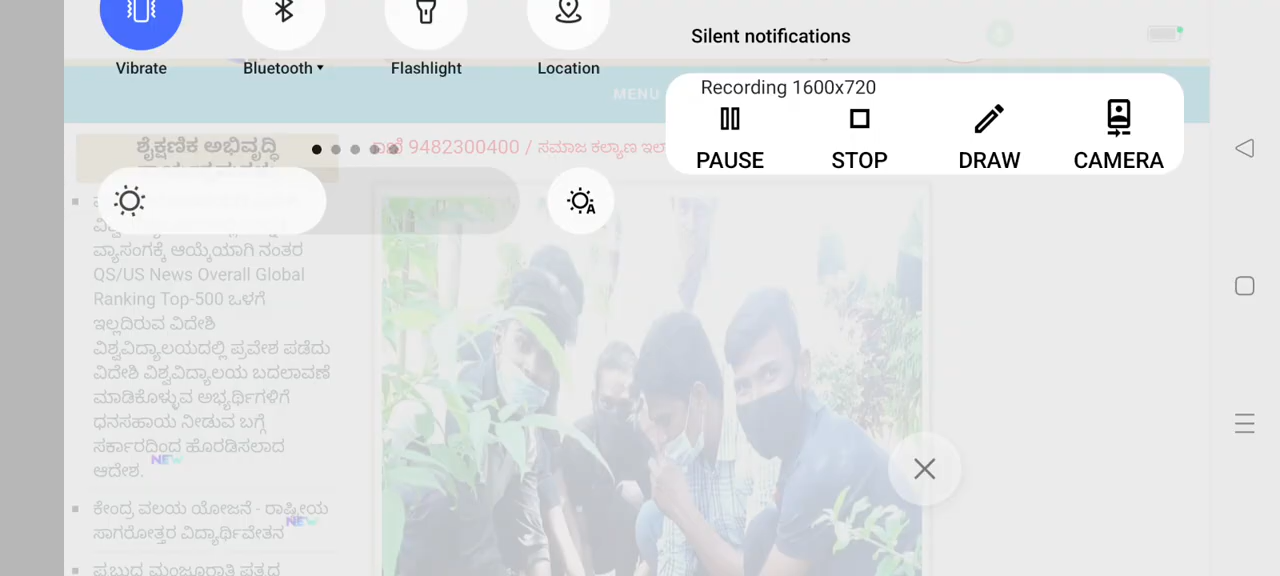 Vibrate
Bluetooth
Flashlight
Location
Silent notifications
MENU
Recording 1600x720
PAUSE
STOP
DRAW
CAMERA
ಶೈಕ್ಷಣಿಕ ಅಭಿವೃದ್ಧಿ
9482300400 / ಸಮಾಜ ಕಲ್ಯಾಣ
ವ್ಯಾಸಂಗಕ್ಕೆ ಆಯ್ಕೆಯಾಗಿ ನಂತರ
QS/US News Overall Global
Ranking Top-500 ಒಳಗೆ
ಇಲ್ಲದಿರುವ ವಿದೇಶಿ
ವಿಶ್ವವಿದ್ಯಾಲಯದಲ್ಲಿ ಪ್ರವೇಶ ಪಡೆದು
ವಿದೇಶಿ ವಿಶ್ವವಿದ್ಯಾಲಯ ಬದಲಾವಣೆ
ಮಾಡಿಕೊಳ್ಳುವ ಅಭ್ಯರ್ಥಿಗಳಿಗೆ
ಧನಸಹಾಯ ನೀಡುವ ಬಗ್ಗೆ
ಸರ್ಕಾರದಿಂದ ಹೊರಡಿಸಲಾದ
ಆದೇಶ. NEW
ಕೇಂದ್ರ ವಲಯ ಯೋಜನೆ - ರಾಷ್ಟ್ರೀಯ
ಸಾಗರೋತ್ತರ ವಿದ್ಯಾರ್ಥಿವೇತನ NEW